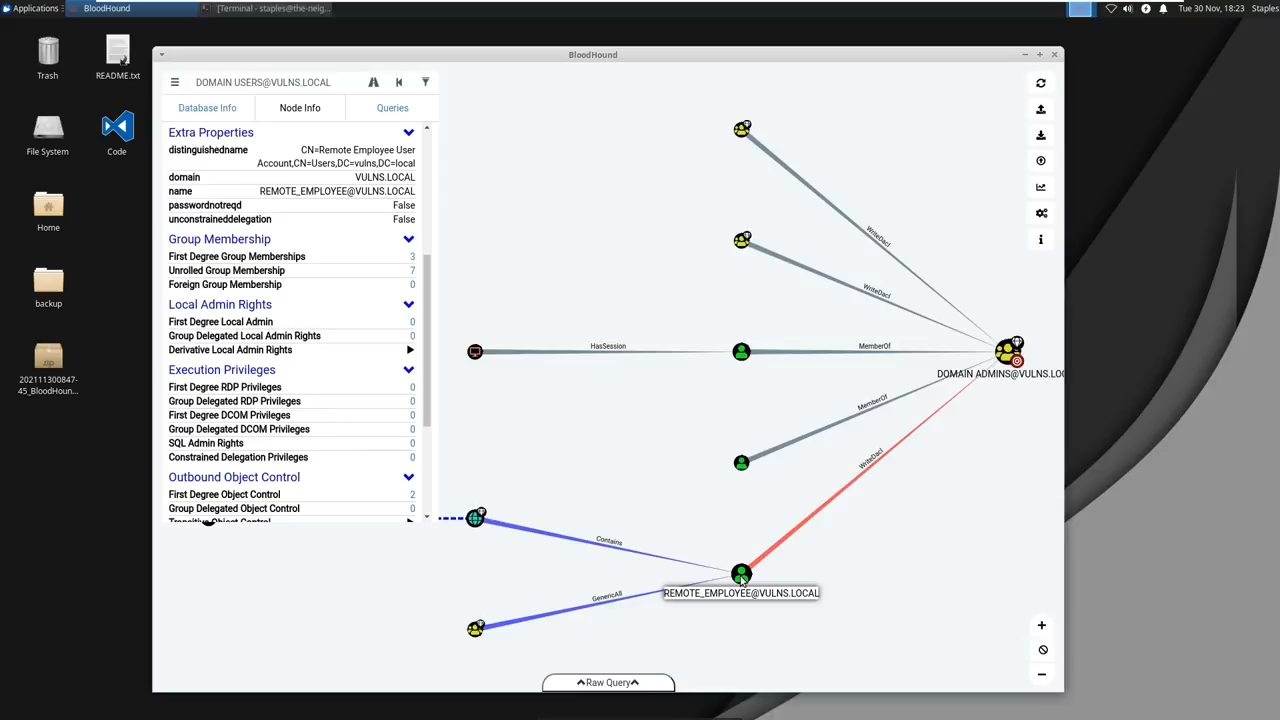 Applications
BloodHound
[Terminal - staples@the-neig...
Tue 30 Nov, 18:23
Staples
Trash
README.txt
File System
Code
Home
backup
202111300847-
45_BloodHoun...
BloodHound
DOMAIN USERS@VULNS.LOCAL
Database Info
Node Info
Queries
Extra Properties
distinguishedname CN=Remote Employee User
Account,CN=Users,DC=vulns,DC=local
domain VULNS.LOCAL
name REMOTE_EMPLOYEE@VULNS.LOCAL
passwordnotreqd False
unconstraineddelegation False
Group Membership
First Degree Group Memberships 3
Unrolled Group Membership 7
Foreign Group Membership 0
Local Admin Rights
First Degree Local Admin 0
Group Delegated Local Admin Rights 0
Derivative Local Admin Rights
Execution Privileges
First Degree RDP Privileges 0
Group Delegated RDP Privileges 0
First Degree DCOM Privileges 0
Group Delegated DCOM Privileges 0
SQL Admin Rights 0
Constrained Delegation Privileges 0
Outbound Object Control
First Degree Object Control 2
Group Delegated Object Control 0
Transitive Object Control
WriteDacl
WriteDacl
HasSession
MemberOf
DOMAIN ADMINS@VULNS.LOC
MemberOf
WriteDacl
Contains
GenericAll
REMOTE_EMPLOYEE@VULNS.LOCAL
Raw Query